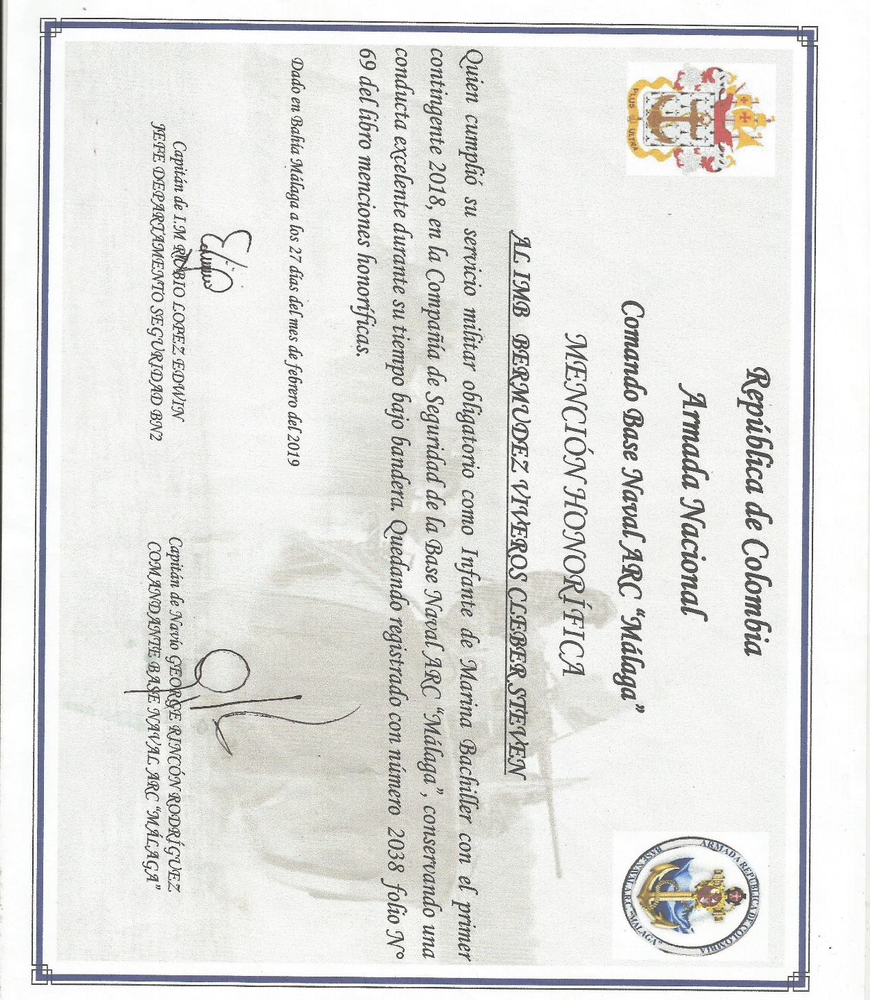 República de Colombia
Armada Nacional
Comando Base Naval ARC “Málaga”
MENCIÓN HONORÍFICA
AL IMB BERMUDEZ VIVEROS CLEBER STEVEN
Quien cumplió su servicio militar obligatorio como Infante de Marina Bachiller con el primer
contingente 2018, en la Compañía de Seguridad de la Base Naval ARC “Málaga”, conservando una
conducta excelente durante su tiempo bajo bandera. Quedando registrado con número 2038 folio N°
69 del libro menciones honoríficas.
Dado en Bahía Málaga a los 27 días del mes de febrero del 2019
Capitán de I.M RUBIO LOPEZ EDWIN
JEFE DEPARTAMENTO SEGURIDAD BN2
Capitán de Navío GEORGE RINCÓN RODRÍGUEZ
COMANDANTE BASE NAVAL ARC “MÁLAGA”
PLUS ULTRA
ARMADA REPUBLICA DE COLOMBIA
BASE NAVAL ARC "MALAGA"